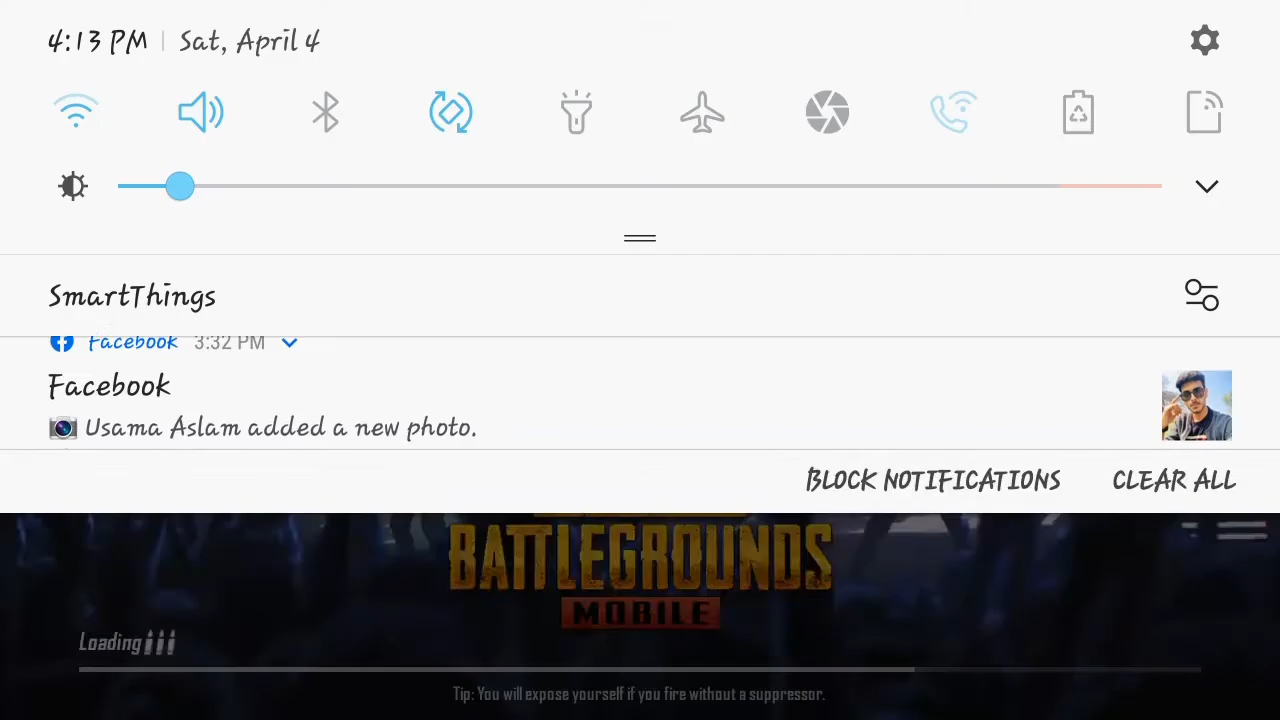 4:13 PM | Sat, April 4
SmartThings
Facebook 3:32 PM
Facebook
Usama Aslam added a new photo.
BLOCK NOTIFICATIONS CLEAR ALL
BATTLEGROUNDS
MOBILE
Loading
Tip: You will expose yourself if you fire without a suppressor.